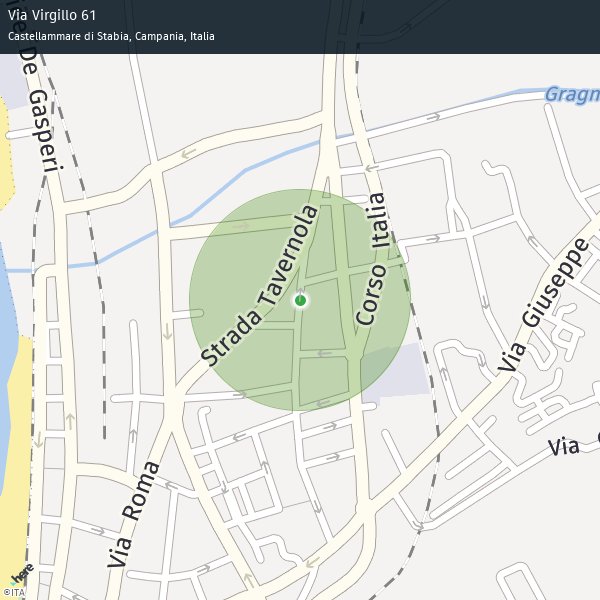 Via Virgillo 61
Castellammare di Stabia, Campania, Italia
De Gasperi
Gragn
Strada Tavernola
Corso Italia
Via Giuseppe
Via
Via Roma
here
©ITA